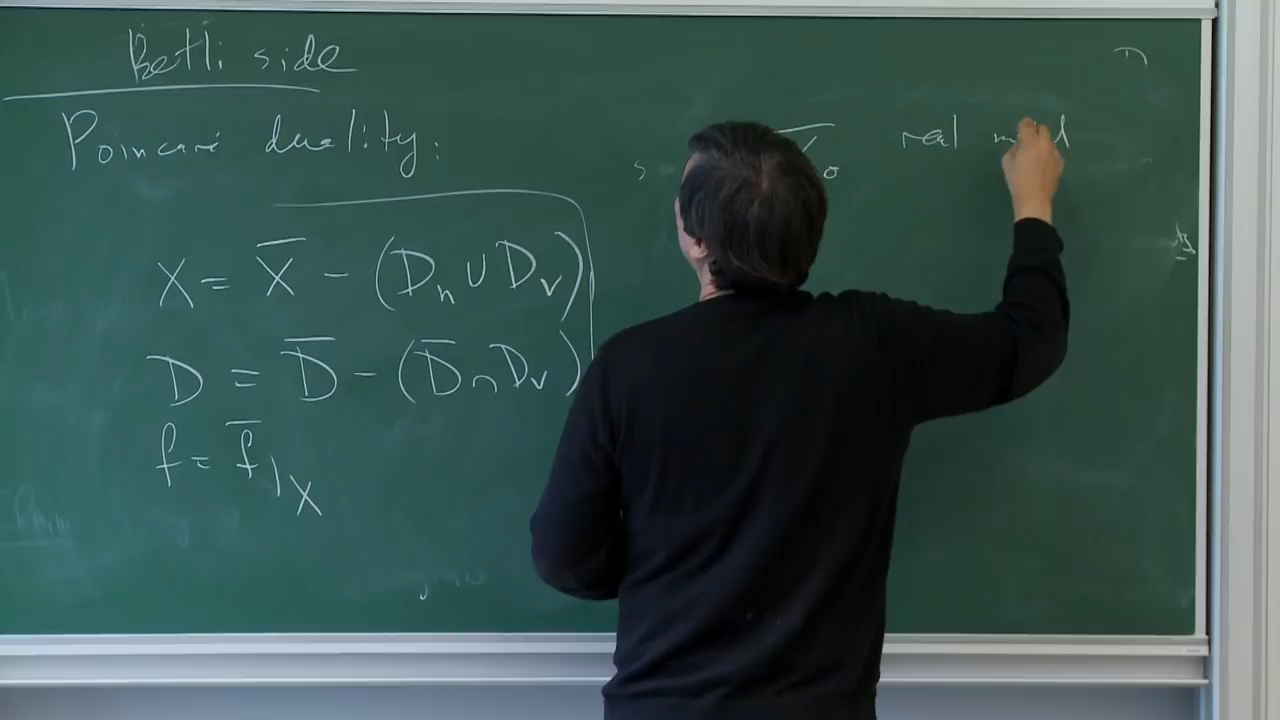 Betti side
Poincaré duality:
X = X̄ - (D_h ∪ D_v)
D = D̄ - (D̄ ∩ D_v)
f = f̄|_X
real